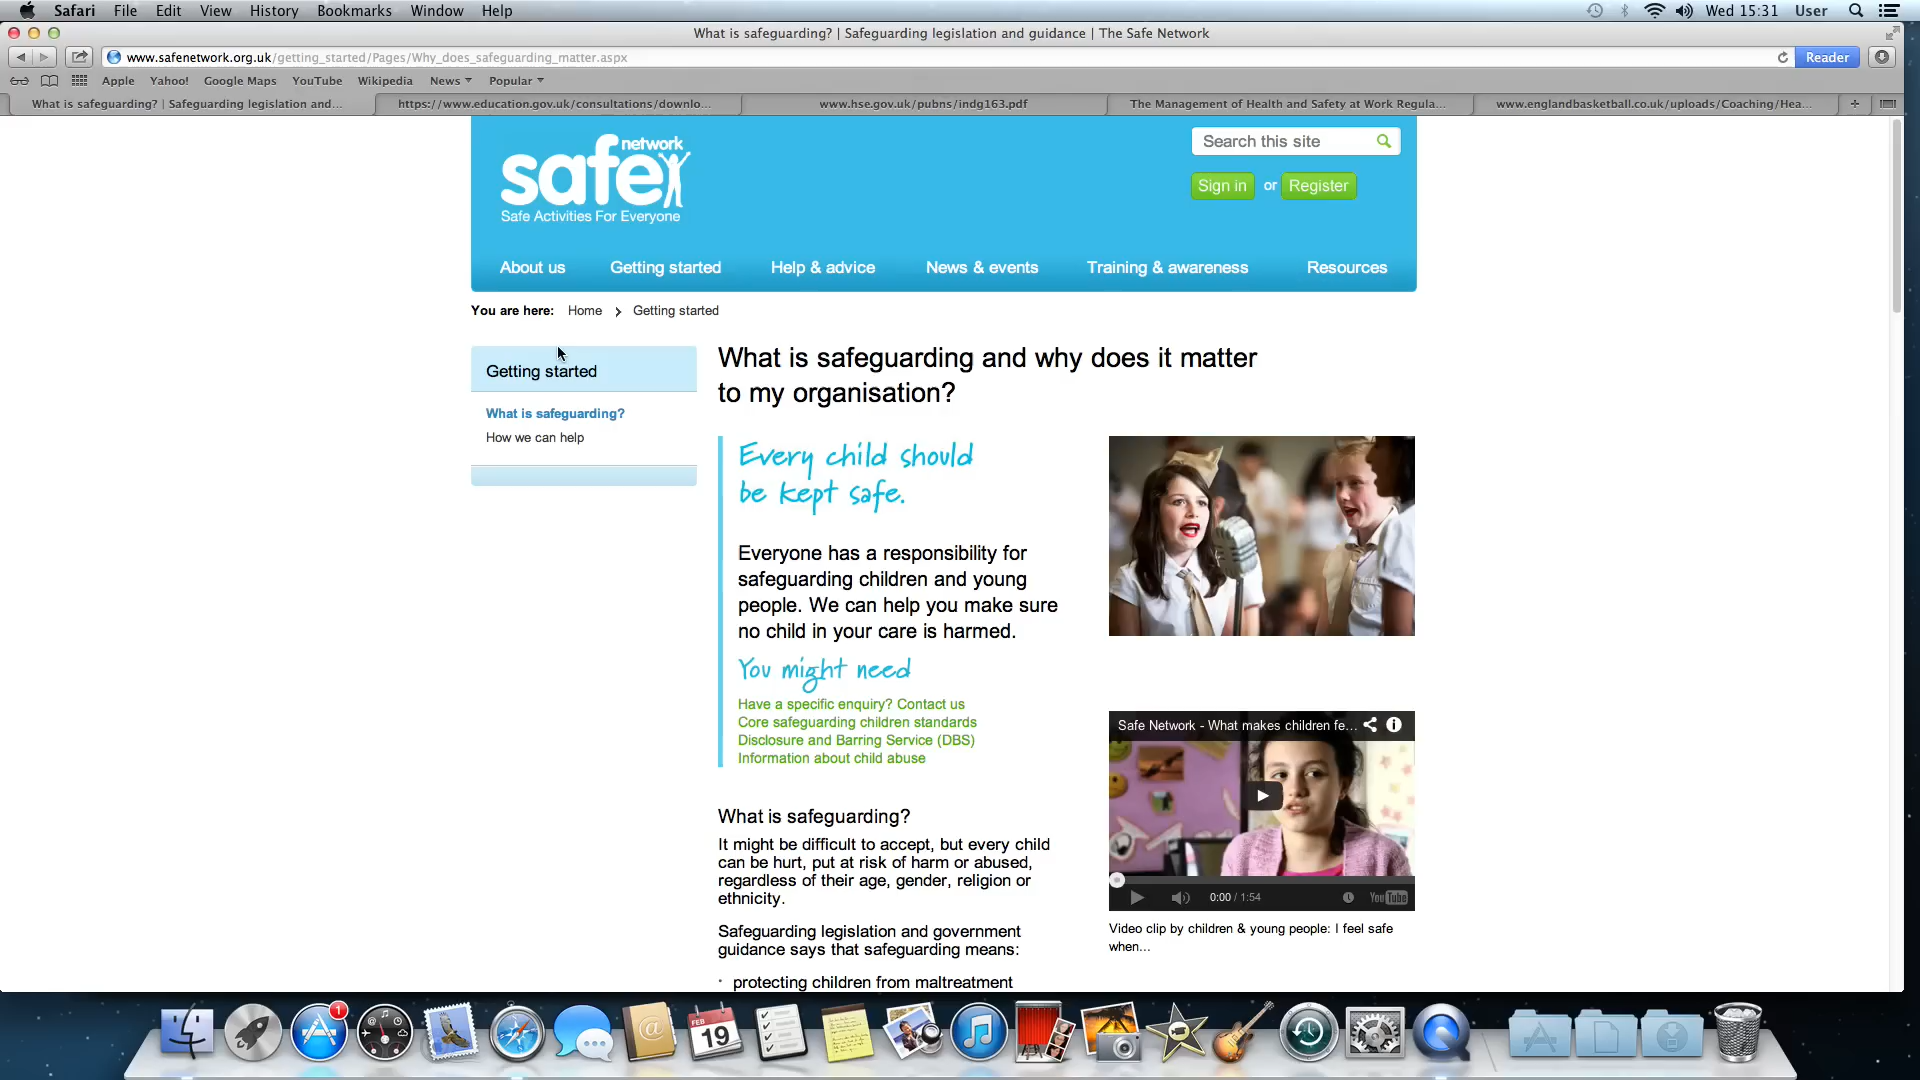 Safari File Edit View History Bookmarks Window Help
Wed 15:31 User
What is safeguarding? | Safeguarding legislation and guidance | The Safe Network
www.safenetwork.org.uk/getting_started/Pages/Why_does_safeguarding_matter.aspx
Reader
Apple Yahoo! Google Maps YouTube Wikipedia News Popular
What is safeguarding? | Safeguarding legislation and...
https://www.education.gov.uk/consultations/downlo...
www.hse.gov.uk/pubns/indg163.pdf
The Management of Health and Safety at Work Regula...
www.englandbasketball.co.uk/uploads/Coaching/Hea...
network
safe
Safe Activities For Everyone
Search this site
Sign in or Register
About us Getting started Help & advice News & events Training & awareness Resources
You are here: Home > Getting started
Getting started
What is safeguarding?
How we can help
What is safeguarding and why does it matter
to my organisation?
Every child should
be kept safe.
Everyone has a responsibility for
safeguarding children and young
people. We can help you make sure
no child in your care is harmed.
You might need
Have a specific enquiry? Contact us
Core safeguarding children standards
Disclosure and Barring Service (DBS)
Information about child abuse
What is safeguarding?
It might be difficult to accept, but every child
can be hurt, put at risk of harm or abused,
regardless of their age, gender, religion or
ethnicity.
Safeguarding legislation and government
guidance says that safeguarding means:
· protecting children from maltreatment
Safe Network - What makes children fe...
0:00 / 1:54
YouTube
Video clip by children & young people: I feel safe
when...
1
FEB
19